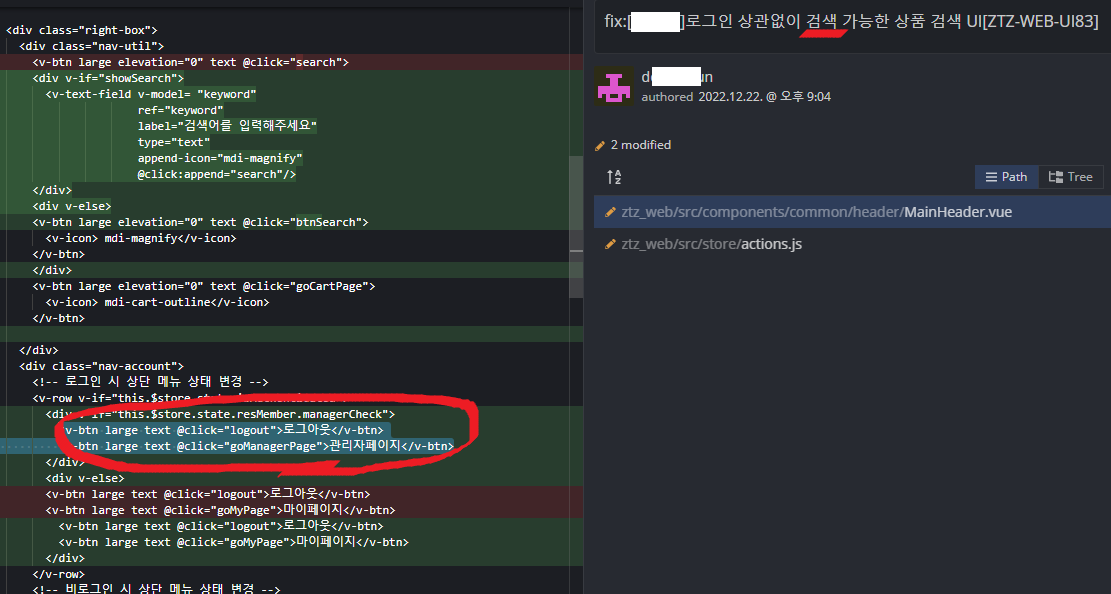 <div class="right-box">
<div class="nav-util">
<v-btn large elevation="0" text @click="search">
<div v-if="showSearch">
<v-text-field v-model= "keyword"
ref="keyword"
label="검색어를 입력해주세요"
type="text"
append-icon="mdi-magnify"
@click:append="search"/>
</div>
<div v-else>
<v-btn large elevation="0" text @click="btnSearch">
<v-icon> mdi-magnify</v-icon>
</v-btn>
</div>
<v-btn large elevation="0" text @click="goCartPage">
<v-icon> mdi-cart-outline</v-icon>
</v-btn>
</div>
<div class="nav-account">
<!-- 로그인 시 상단 메뉴 상태 변경 -->
<v-row v-if="this.$store.state.
<div if="this.$store.state.resMember.managerCheck">
v-btn large text @click="logout">로그아웃</v-btn>
-btn large text @click="goManagerPage">관리자페이지</v-btn>
</div>
<div v-else>
<v-btn large text @click="logout">로그아웃</v-btn>
<v-btn large text @click="goMyPage">마이페이지</v-btn>
<v-btn large text @click="logout">로그아웃</v-btn>
<v-btn large text @click="goMyPage">마이페이지</v-btn>
</div>
</v-row>
<!-- 비로그인 시 상단 메뉴 상태 변경 -->
fix:[ ]로그인 상관없이 검색 가능한 상품 검색 UI[ZTZ-WEB-UI83]
authored 2022.12.22. @ 오후 9:04
2 modified
Path
Tree
ztz_web/src/components/common/header/MainHeader.vue
ztz_web/src/store/actions.js